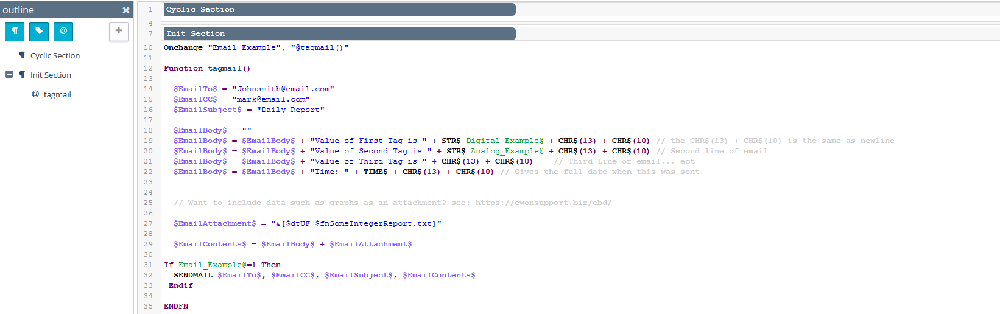 outline
Cyclic Section
Init Section
@ tagmail
1 Cyclic Section
4
7 Init Section
10 Onchange "Email_Example", "@tagmail()"
11
12 Function tagmail()
13
14 $EmailTo$ = "Johnsmith@email.com"
15 $EmailCC$ = "mark@email.com"
16 $EmailSubject$ = "Daily Report"
17
18 $EmailBody$ = ""
19 $EmailBody$ = $EmailBody$ + "Value of First Tag is " + STR$ Digital_Example@ + CHR$(13) + CHR$(10) // the CHR$(13) + CHR$(10) is the same as newline
20 $EmailBody$ = $EmailBody$ + "Value of Second Tag is " + STR$ Analog_Example@ + CHR$(13) + CHR$(10) // Second line of email
21 $EmailBody$ = $EmailBody$ + "Value of Third Tag is " + CHR$(13) + CHR$(10) // Third Line of email... ect
22 $EmailBody$ = $EmailBody$ + "Time: " + TIME$ + CHR$(13) + CHR$(10) // Gives the full date when this was sent
23
24
25 // Want to include data such as graphs as an attachment? see: https://ewonsupport.biz/ebd/
26
27 $EmailAttachment$ = "&[$dtUF $fnSomeIntegerReport.txt]"
28
29 $EmailContents$ = $EmailBody$ + $EmailAttachment$
30
31 If Email_Example@=1 Then
32 SENDMAIL $EmailTo$, $EmailCC$, $EmailSubject$, $EmailContents$
33 Endif
34
35 ENDFN